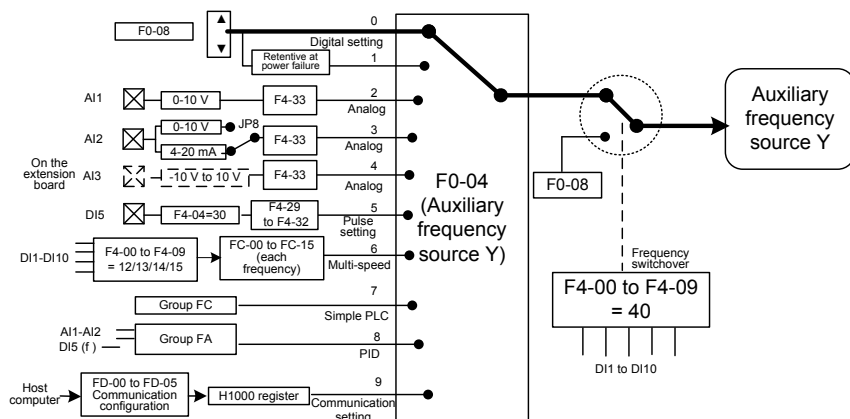 F0-08
0
Digital setting
Retentive at
power failure
1
AI1
0-10 V
F4-33
2
Analog
AI2
0-10 V
JP8
4-20 mA
F4-33
3
Analog
On the
extension
board
AI3
-10 V to 10 V
F4-33
4
Analog
DI5
F4-04=30
F4-29
to F4-32
5
Pulse
setting
DI1-DI10
F4-00 to F4-09
= 12/13/14/15
FC-00 to FC-15
(each
frequency)
6
Multi-speed
Group FC
7
Simple PLC
AI1-AI2
DI5 (f )
Group FA
8
PID
Host
computer
FD-00 to FD-05
Communication
configuration
H1000 register
9
Communication
setting
F0-04
(Auxiliary
frequency
source Y)
F0-08
Auxiliary
frequency
source Y
Frequency
switchover
F4-00 to F4-09
= 40
DI1 to DI10